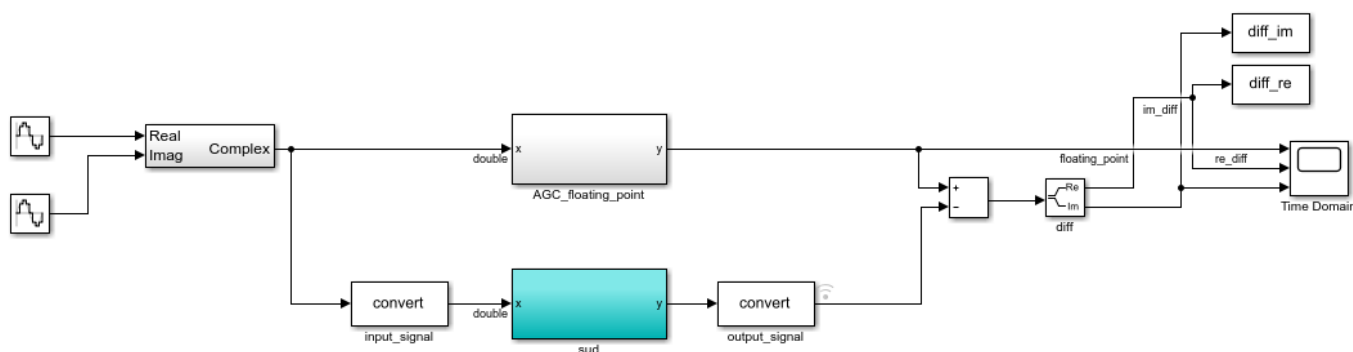 diff_im
diff_re
im_diff
Real
Imag
Complex
double
x
y
AGC_floating_point
floating_point
re_diff
Time Domain
+
−
Re
Im
diff
convert
input_signal
double
x
y
sud
convert
output_signal